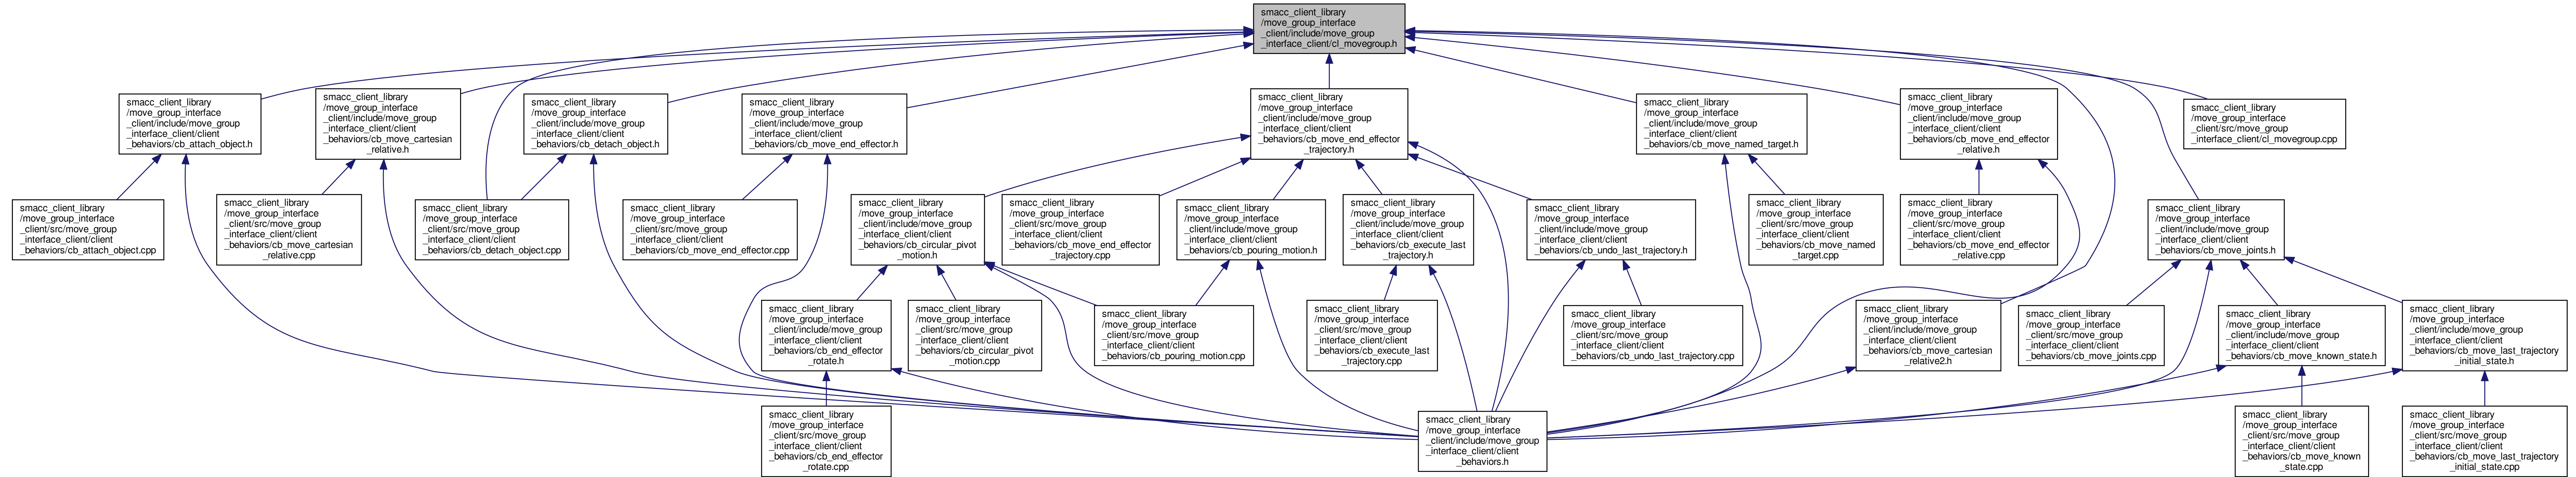 smacc_client_library
/move_group_interface
_client/include/move_group
_interface_client/cl_movegroup.h
smacc_client_library
/move_group_interface
_client/include/move_group
_interface_client/client
_behaviors/cb_attach_object.h
smacc_client_library
/move_group_interface
_client/include/move_group
_interface_client/client
_behaviors/cb_move_cartesian
_relative.h
smacc_client_library
/move_group_interface
_client/include/move_group
_interface_client/client
_behaviors/cb_detach_object.h
smacc_client_library
/move_group_interface
_client/include/move_group
_interface_client/client
_behaviors/cb_move_end_effector.h
smacc_client_library
/move_group_interface
_client/include/move_group
_interface_client/client
_behaviors/cb_move_end_effector
_trajectory.h
smacc_client_library
/move_group_interface
_client/include/move_group
_interface_client/client
_behaviors/cb_move_named_target.h
smacc_client_library
/move_group_interface
_client/include/move_group
_interface_client/client
_behaviors/cb_move_end_effector
_relative.h
smacc_client_library
/move_group_interface
_client/src/move_group
_interface_client/cl_movegroup.cpp
smacc_client_library
/move_group_interface
_client/src/move_group
_interface_client/client
_behaviors/cb_attach_object.cpp
smacc_client_library
/move_group_interface
_client/src/move_group
_interface_client/client
_behaviors/cb_move_cartesian
_relative.cpp
smacc_client_library
/move_group_interface
_client/src/move_group
_interface_client/client
_behaviors/cb_detach_object.cpp
smacc_client_library
/move_group_interface
_client/src/move_group
_interface_client/client
_behaviors/cb_move_end_effector.cpp
smacc_client_library
/move_group_interface
_client/include/move_group
_interface_client/client
_behaviors/cb_circular_pivot
_motion.h
smacc_client_library
/move_group_interface
_client/src/move_group
_interface_client/client
_behaviors/cb_move_end_effector
_trajectory.cpp
smacc_client_library
/move_group_interface
_client/include/move_group
_interface_client/client
_behaviors/cb_pouring_motion.h
smacc_client_library
/move_group_interface
_client/include/move_group
_interface_client/client
_behaviors/cb_execute_last
_trajectory.h
smacc_client_library
/move_group_interface
_client/include/move_group
_interface_client/client
_behaviors/cb_undo_last_trajectory.h
smacc_client_library
/move_group_interface
_client/src/move_group
_interface_client/client
_behaviors/cb_move_named
_target.cpp
smacc_client_library
/move_group_interface
_client/src/move_group
_interface_client/client
_behaviors/cb_move_end_effector
_relative.cpp
smacc_client_library
/move_group_interface
_client/include/move_group
_interface_client/client
_behaviors/cb_move_joints.h
smacc_client_library
/move_group_interface
_client/include/move_group
_interface_client/client
_behaviors/cb_end_effector
_rotate.h
smacc_client_library
/move_group_interface
_client/src/move_group
_interface_client/client
_behaviors/cb_circular_pivot
_motion.cpp
smacc_client_library
/move_group_interface
_client/src/move_group
_interface_client/client
_behaviors/cb_pouring_motion.cpp
smacc_client_library
/move_group_interface
_client/src/move_group
_interface_client/client
_behaviors/cb_execute_last
_trajectory.cpp
smacc_client_library
/move_group_interface
_client/src/move_group
_interface_client/client
_behaviors/cb_undo_last_trajectory.cpp
smacc_client_library
/move_group_interface
_client/include/move_group
_interface_client/client
_behaviors/cb_move_cartesian
_relative2.h
smacc_client_library
/move_group_interface
_client/src/move_group
_interface_client/client
_behaviors/cb_move_joints.cpp
smacc_client_library
/move_group_interface
_client/include/move_group
_interface_client/client
_behaviors/cb_move_known_state.h
smacc_client_library
/move_group_interface
_client/include/move_group
_interface_client/client
_behaviors/cb_move_last_trajectory
_initial_state.h
smacc_client_library
/move_group_interface
_client/src/move_group
_interface_client/client
_behaviors/cb_end_effector
_rotate.cpp
smacc_client_library
/move_group_interface
_client/include/move_group
_interface_client/client
_behaviors.h
smacc_client_library
/move_group_interface
_client/src/move_group
_interface_client/client
_behaviors/cb_move_known
_state.cpp
smacc_client_library
/move_group_interface
_client/src/move_group
_interface_client/client
_behaviors/cb_move_last_trajectory
_initial_state.cpp